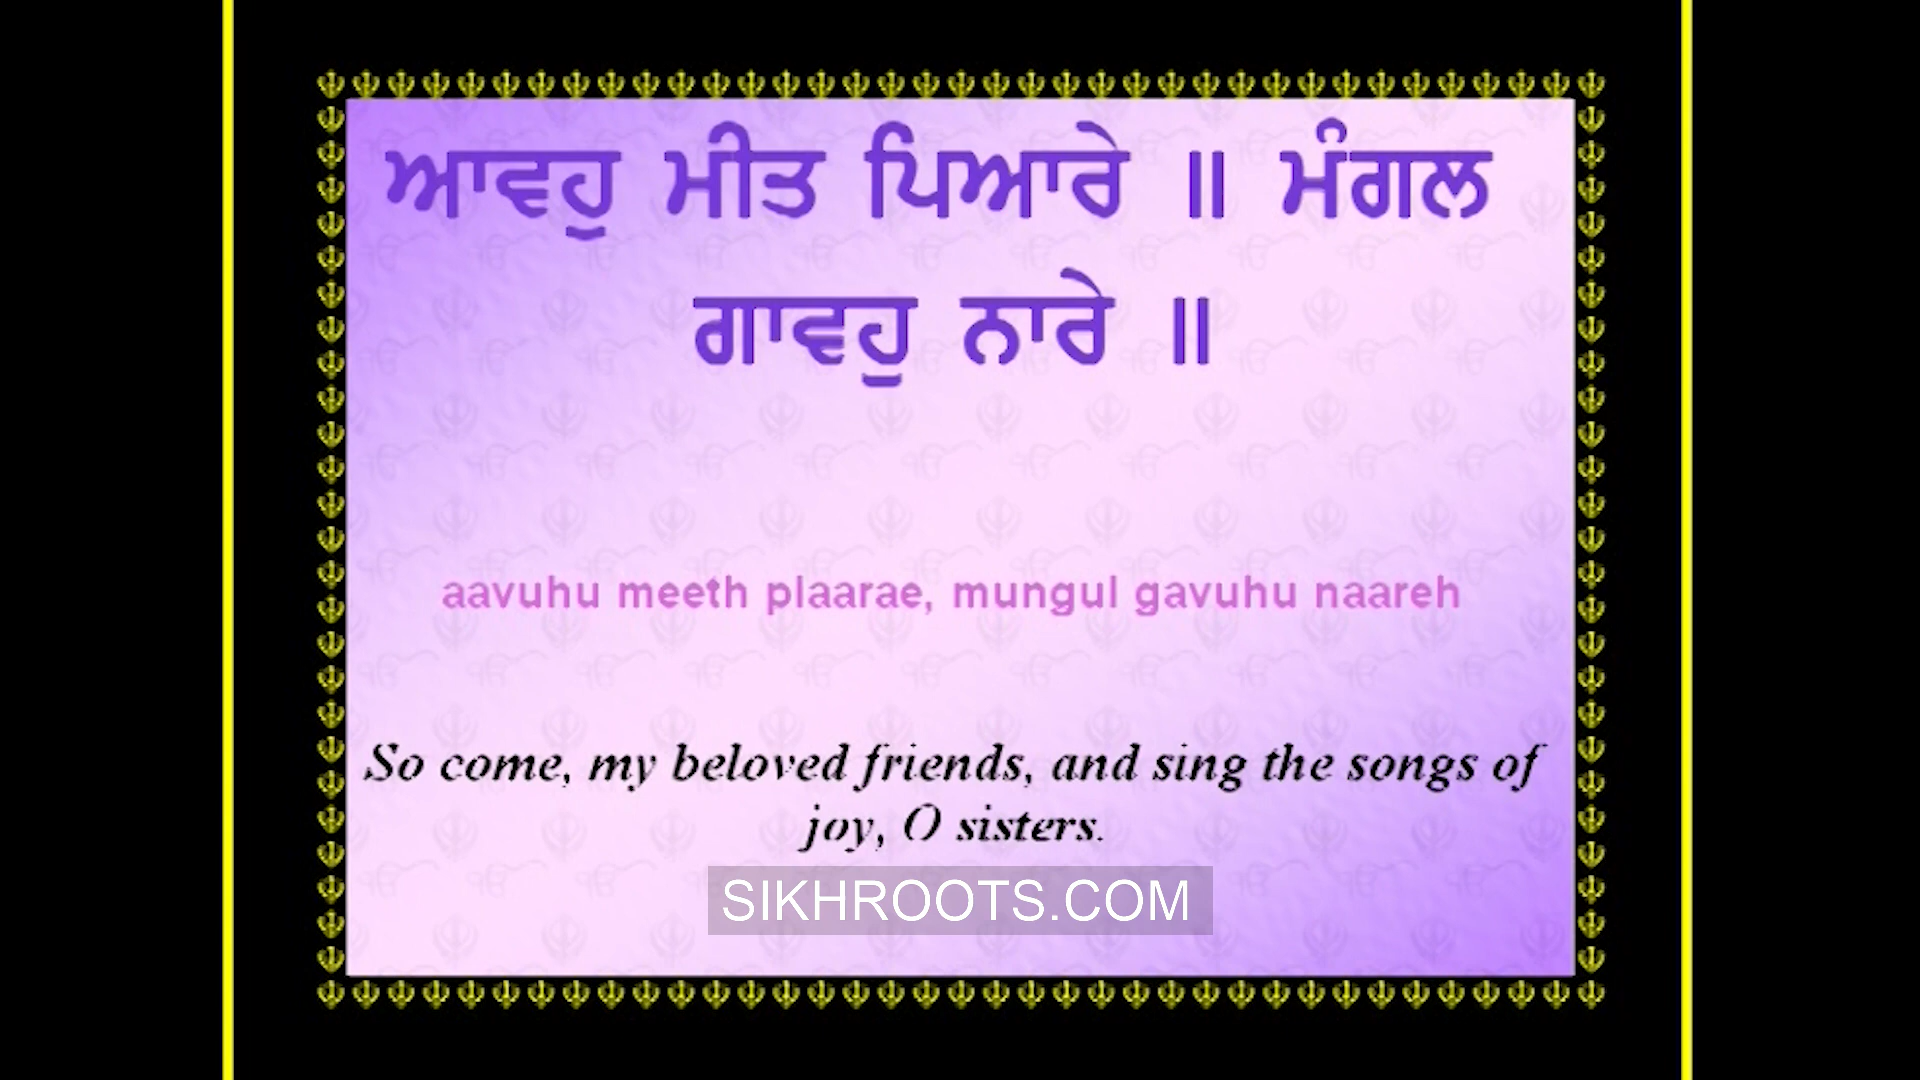 ਆਵਹੁ ਮੀਤ ਪਿਆਰੇ ॥ ਮੰਗਲ
ਗਾਵਹੁ ਨਾਰੇ ॥
aavuhu meeth plaarae, mungul gavuhu naareh
So come, my beloved friends, and sing the songs of
joy, O sisters.
SIKHROOTS.COM